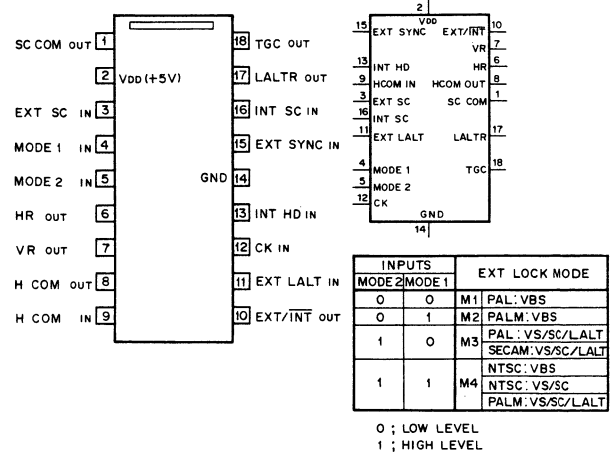 SC COM OUT 1
18 TGC OUT
2 VDD (+5V)
17 LALTR OUT
EXT SC IN 3
16 INT SC IN
MODE 1 IN 4
15 EXT SYNC IN
MODE 2 IN 5
GND 14
HR OUT 6
13 INT HD IN
VR OUT 7
12 CK IN
H COM OUT 8
11 EXT LALT IN
H COM IN 9
10 EXT/INT OUT
2
VDD
15 EXT SYNC EXT/INT 10
VR 7
13 INT HD HR 6
9 HCOM IN HCOM OUT 8
3 EXT SC SC COM 1
16 INT SC
11 EXT LALT LALTR 17
4 MODE 1 TGC 18
5 MODE 2
12 CK
GND
14
INPUTS EXT LOCK MODE
MODE 2 MODE 1
0 0 M1 PAL: VBS
0 1 M2 PALM: VBS
1 0 M3 PAL: VS/SC/LALT
SECAM: VS/SC/LALT
1 1 M4 NTSC: VBS
NTSC: VS/SC
PALM: VS/SC/LALT
0 ; LOW LEVEL
1 ; HIGH LEVEL